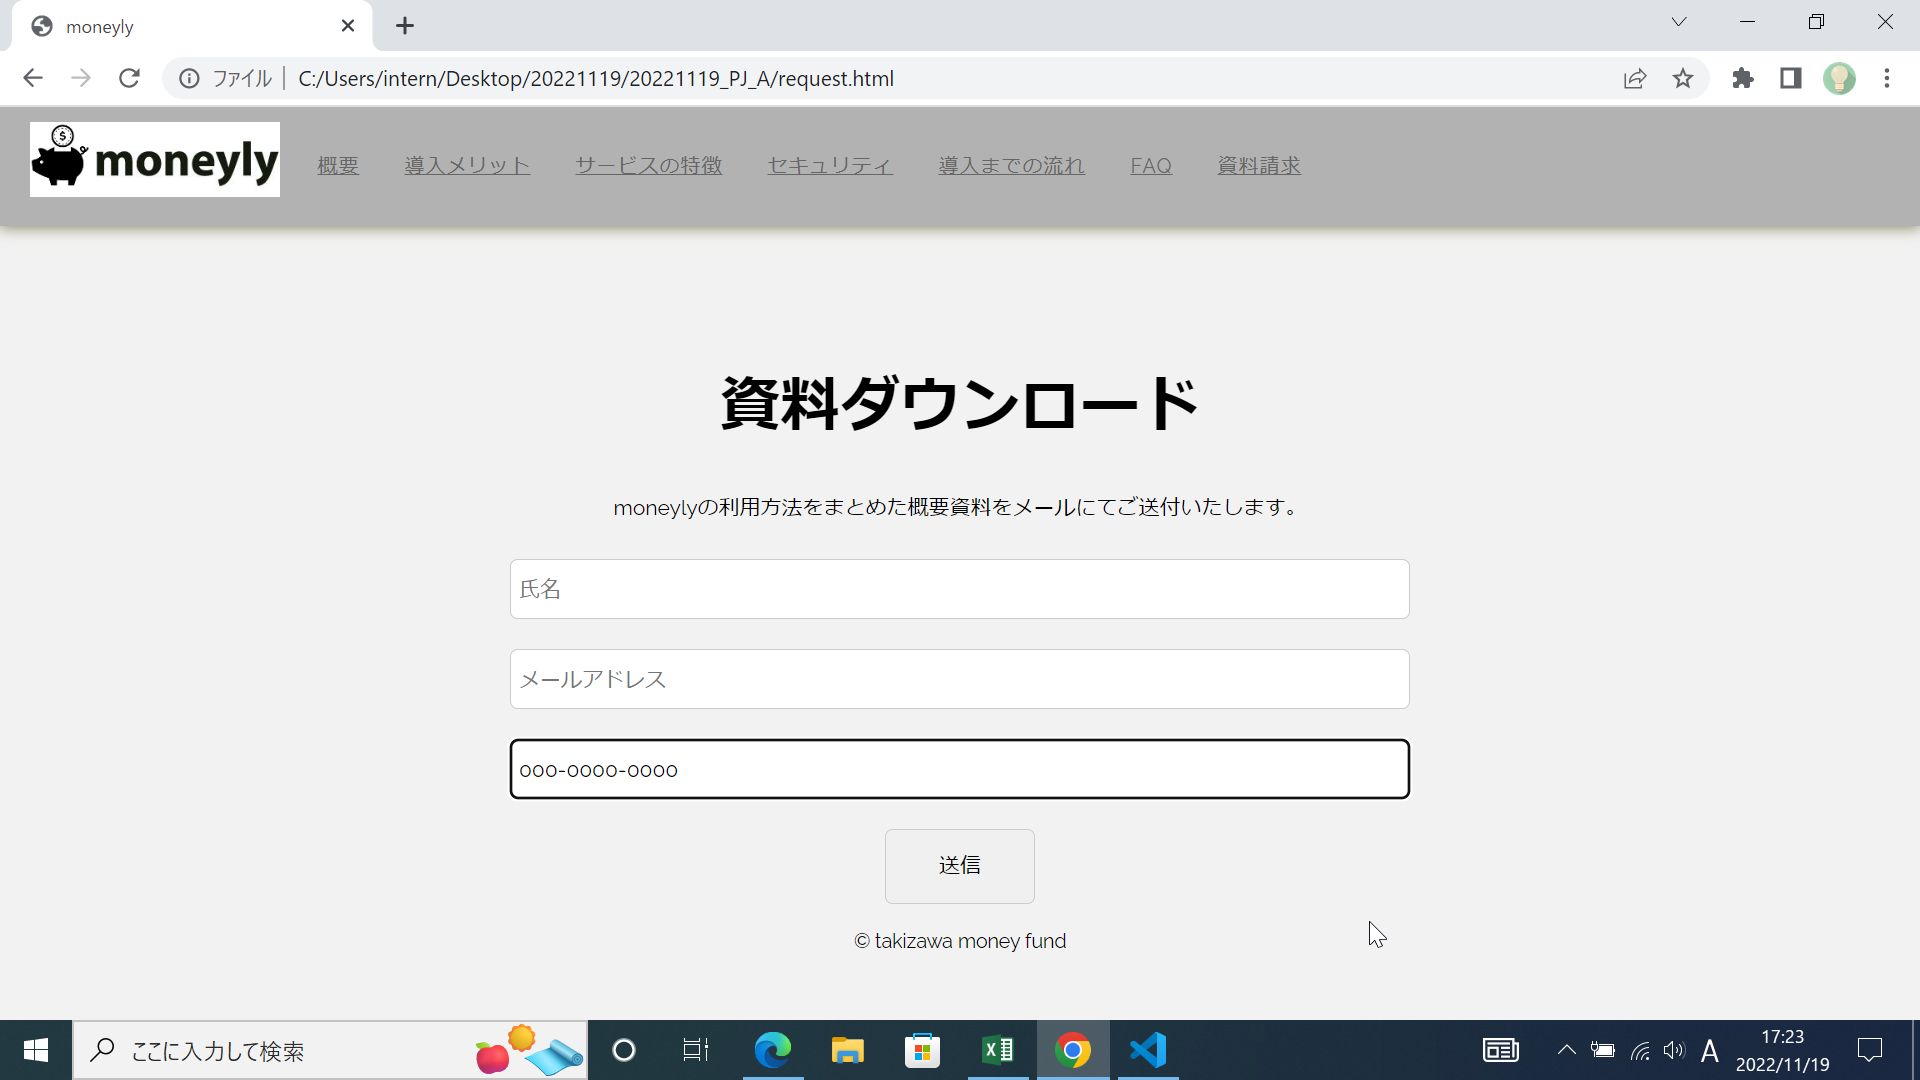 moneyly
ファイル | C:/Users/intern/Desktop/20221119/20221119_PJ_A/request.html
moneyly 概要 導入メリット サービスの特徴 セキュリティ 導入までの流れ FAQ 資料請求
資料ダウンロード
moneylyの利用方法をまとめた概要資料をメールにてご送付いたします。
氏名
メールアドレス
000-0000-0000
送信
© takizawa money fund
ここに入力して検索
A 17:23
2022/11/19